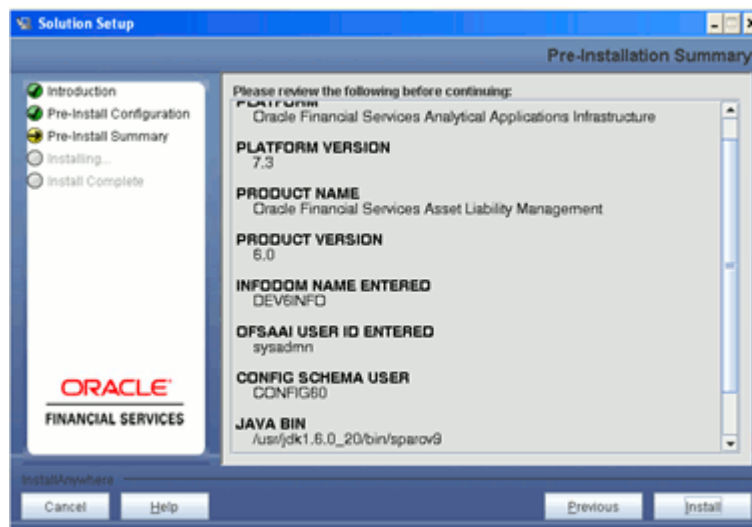 Solution Setup
Pre-Installation Summary
Introduction
Pre-Install Configuration
Pre-Install Summary
Installing...
Install Complete
ORACLE
FINANCIAL SERVICES
Please review the following before continuing:
PLATFORM
Oracle Financial Services Analytical Applications Infrastructure
PLATFORM VERSION
7.3
PRODUCT NAME
Oracle Financial Services Asset Liability Management
PRODUCT VERSION
6.0
INFODOM NAME ENTERED
DEV6INFO
OFSAAI USER ID ENTERED
sysadmn
CONFIG SCHEMA USER
CONFIG60
JAVA BIN
/usr/jdk1.6.0_20/bin/sparcv9
InstallAnywhere
Cancel
Help
Previous
Install